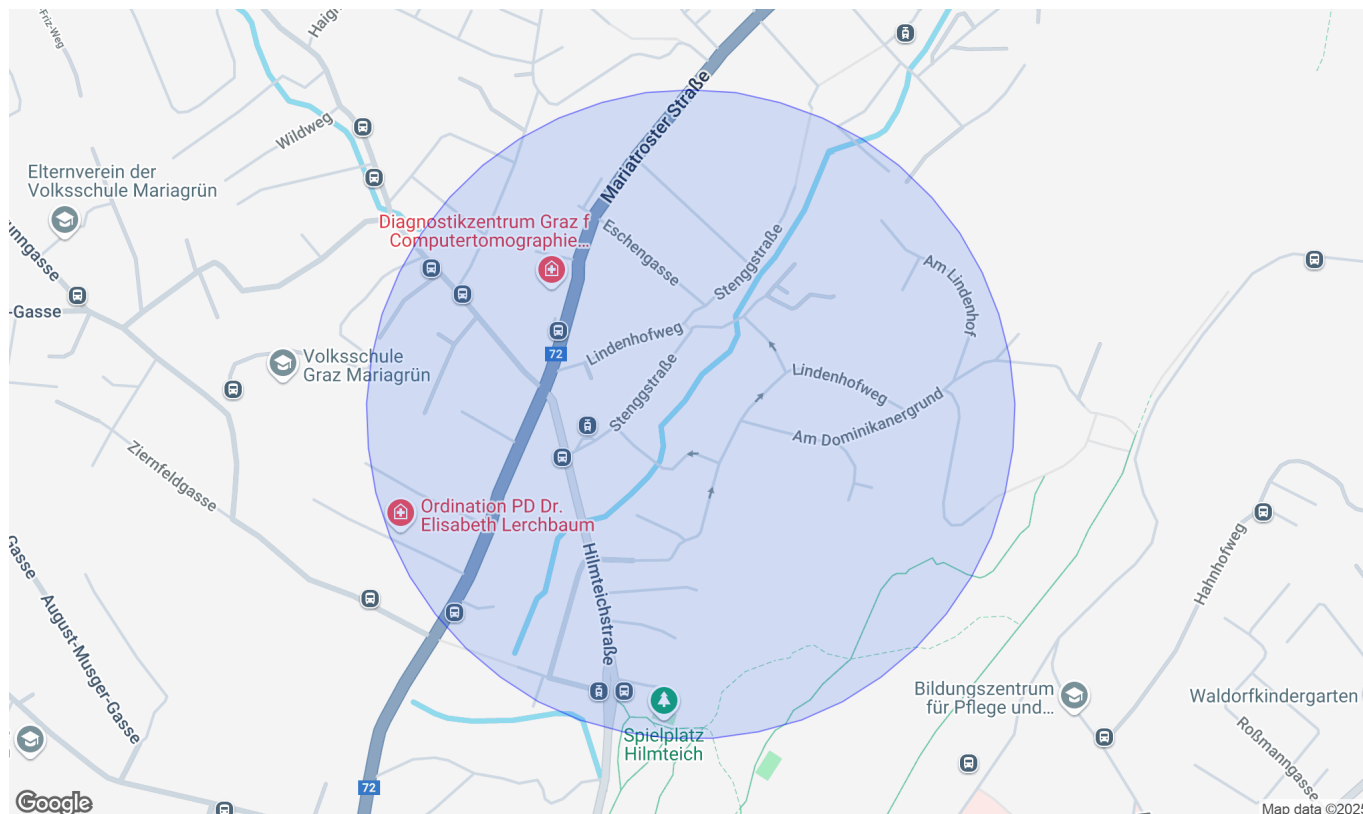 -Friz-Weg
Wildweg
Elternverein der
Volksschule Mariagrün
Mariatroster Straße
Diagnostikzentrum Graz f
Computertomographie...
Eschengasse
Stenggstraße
Am Lindenhof
-Gasse
Lindenhofweg
72
Volksschule
Graz Mariagrün
Stenggstraße
Lindenhofweg
Am Dominikanergrund
Ziernfeldgasse
Ordination PD Dr.
Elisabeth Lerchbaum
Gasse
August-Musger-Gasse
Hilmteichstraße
Hahnhofweg
Bildungszentrum
für Pflege und...
Waldorfkindergarten
Roßmanngasse
Spielplatz
Hilmteich
72
Google
Map data ©2025